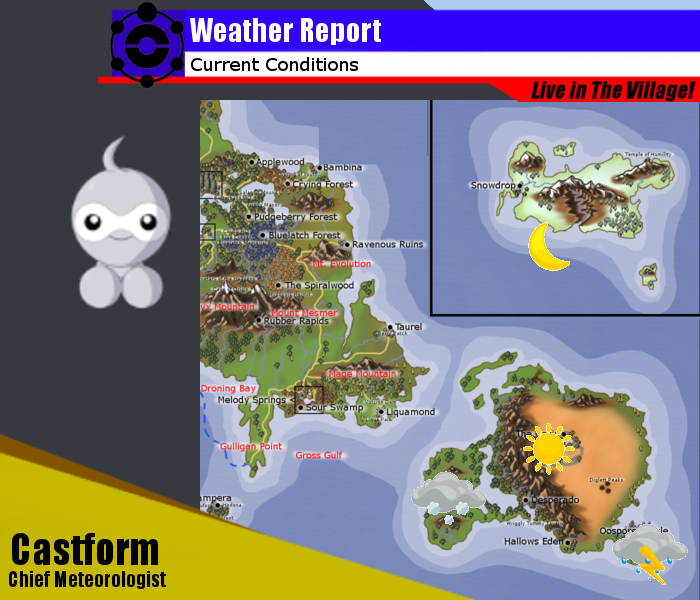 Weather Report
Current Conditions
Live in The Village!
Applewood
Bambina
Crying Forest
Temple of Humility
Snowdrop
Pudgeberry Forest
Bluelatch Forest
Ravenous Ruins
Mt. Evolution
The Spiralwood
Mount Mesmer
Rubber Rapids
Taurel
Mags Mountain
Droning Bay
Melody Springs
Sour Swamp
Liquamond
Gulligan Point
Gross Gulf
Diglett Peaks
Desperado
Hallows Eden
Castform
Chief Meteorologist